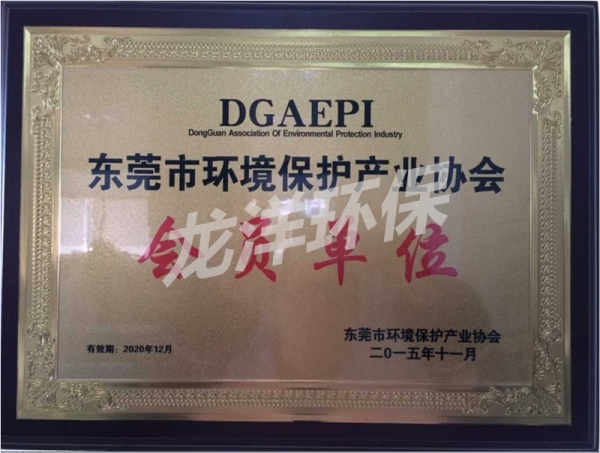 DGAEPI
DongGuan Association Of Environmental Protection Industry
东莞市环境保护产业协会
会员单位
龙洋环保
东莞市环境保护产业协会
有效期：2020年12月
二0一五年十一月